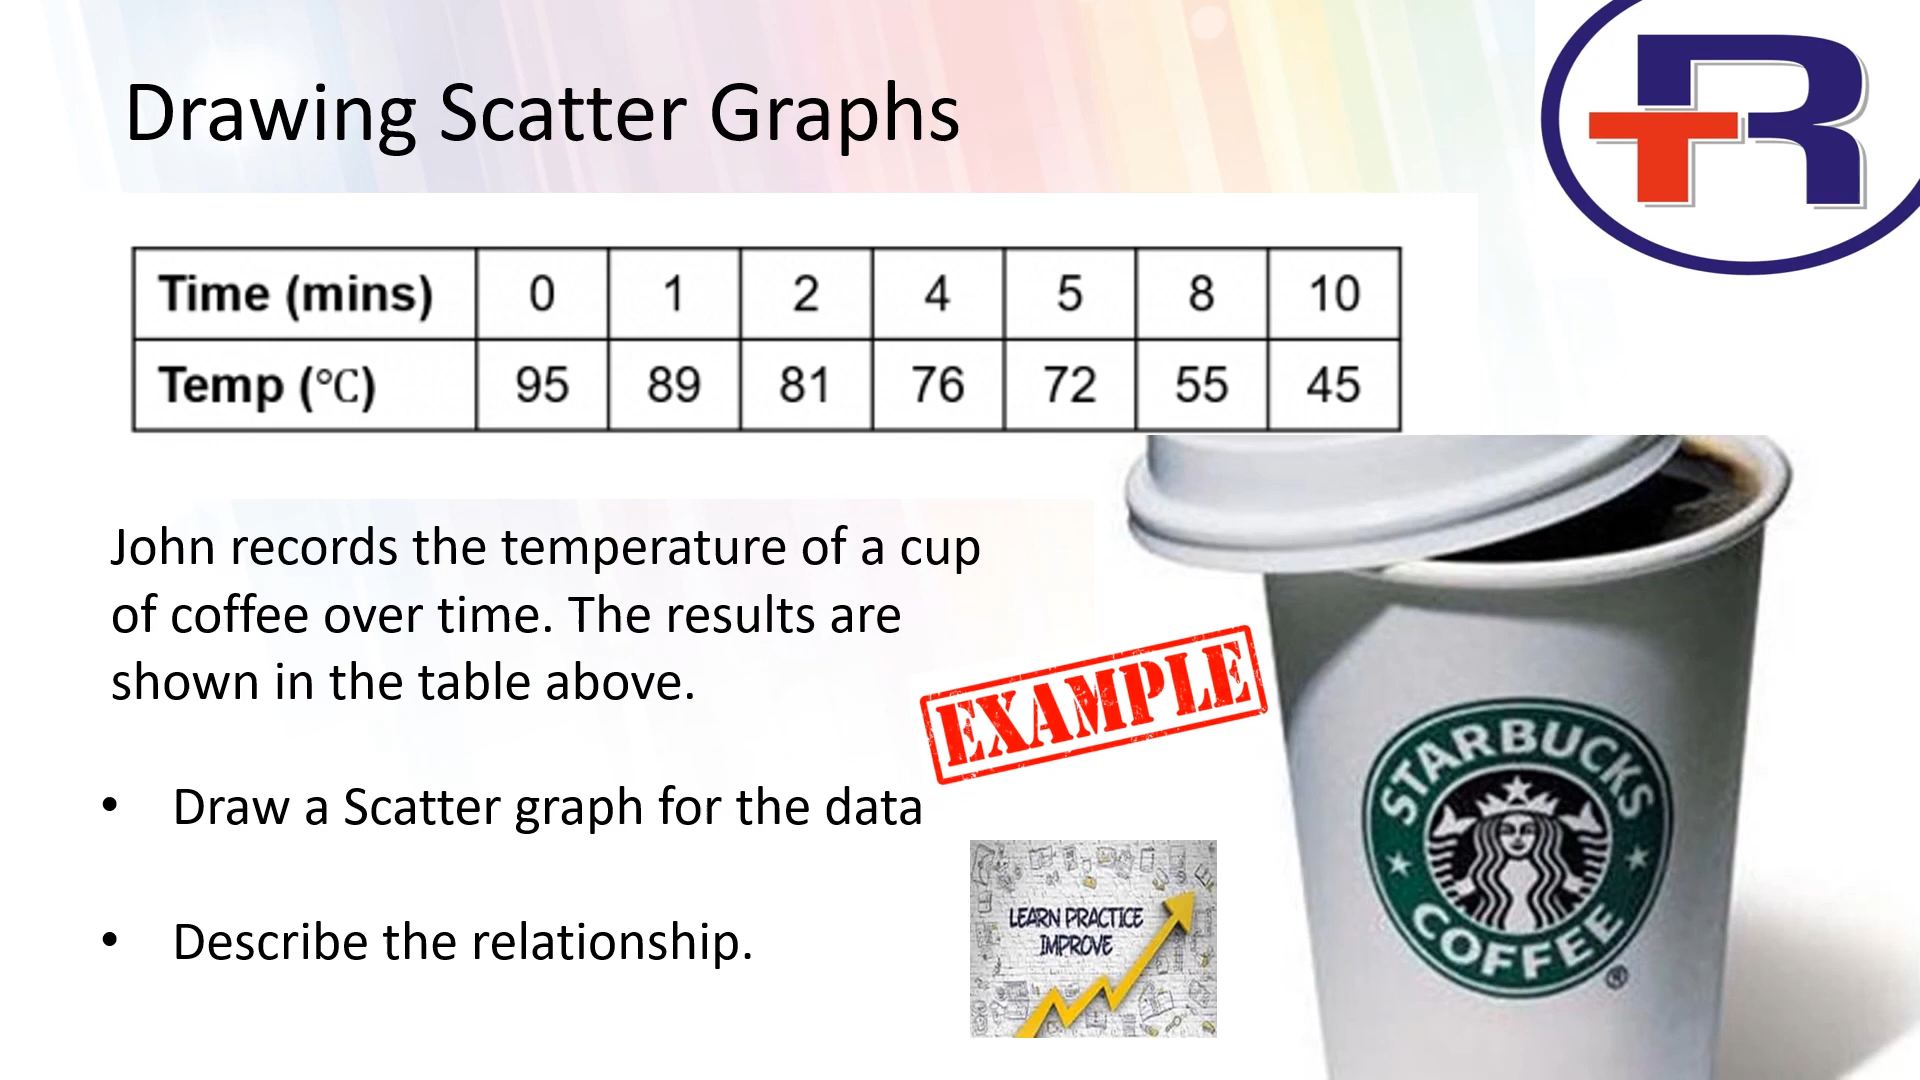 Drawing Scatter Graphs
TR
Time (mins) 0 1 2 4 5 8 10
Temp (°C) 95 89 81 76 72 55 45
John records the temperature of a cup
of coffee over time. The results are
shown in the table above.
EXAMPLE
• Draw a Scatter graph for the data
LEARN PRACTICE
IMPROVE
• Describe the relationship.
STARBUCKS
COFFEE
®